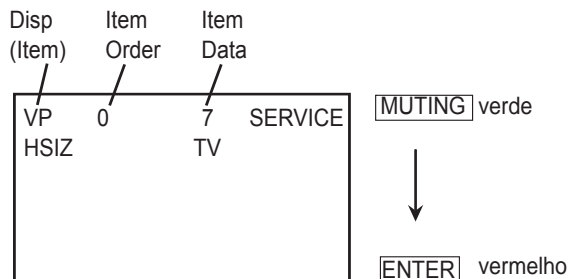 Disp Item Item
(Item) Order Data
VP 0 7 SERVICE
HSIZ TV
MUTING verde
ENTER vermelho